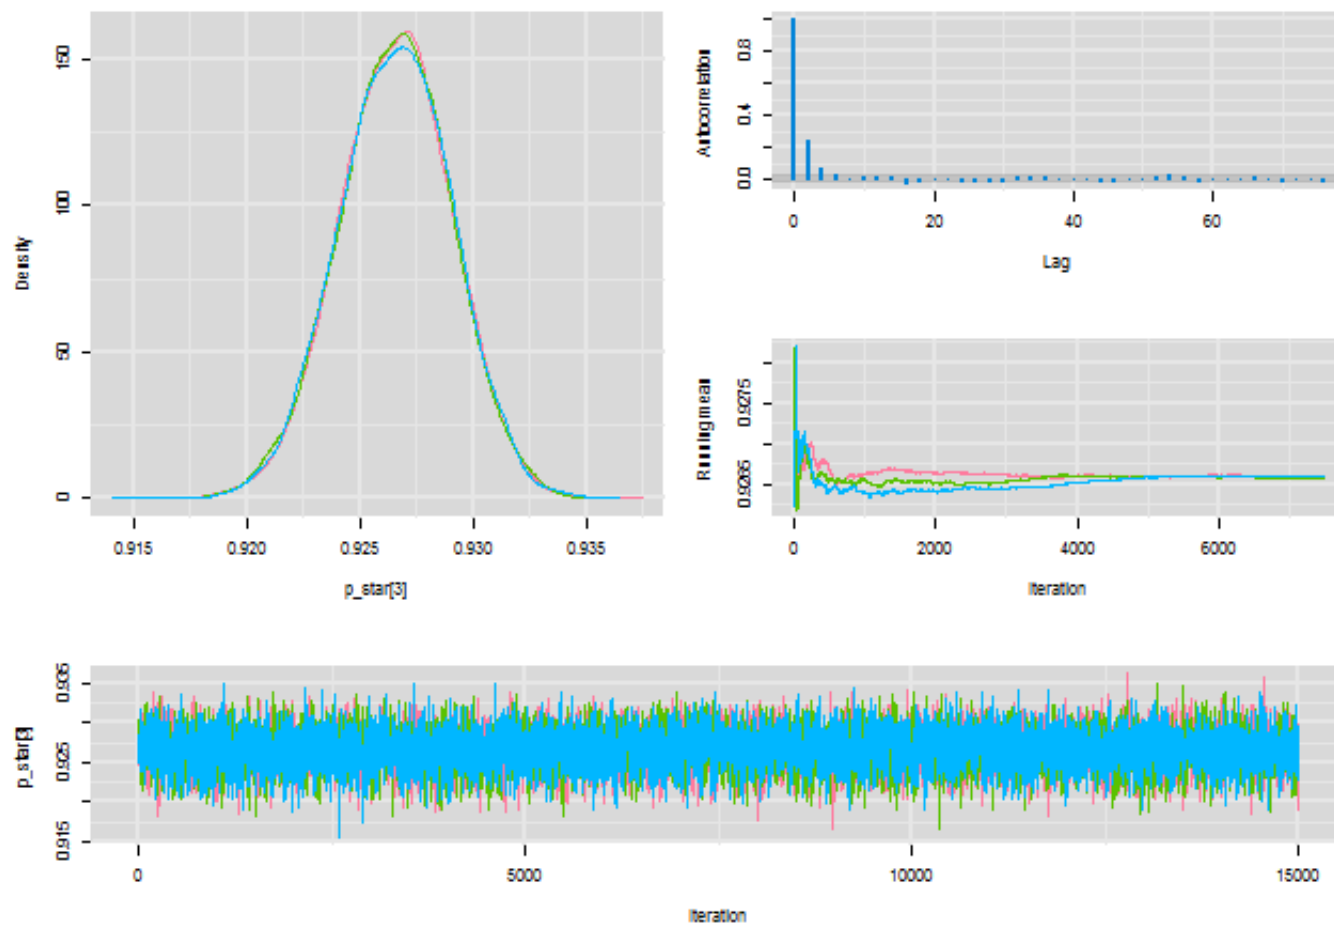 150
100
50
0
Density
0.915 0.920 0.925 0.930 0.935
p_star[3]
0.8
0.4
0.0
Autocorrelation
0 20 40 60
Lag
0.9275
0.9265
Running mean
0 2000 4000 6000
Iteration
0.935
0.925
0.915
p_star[3]
0 5000 10000 15000
Iteration